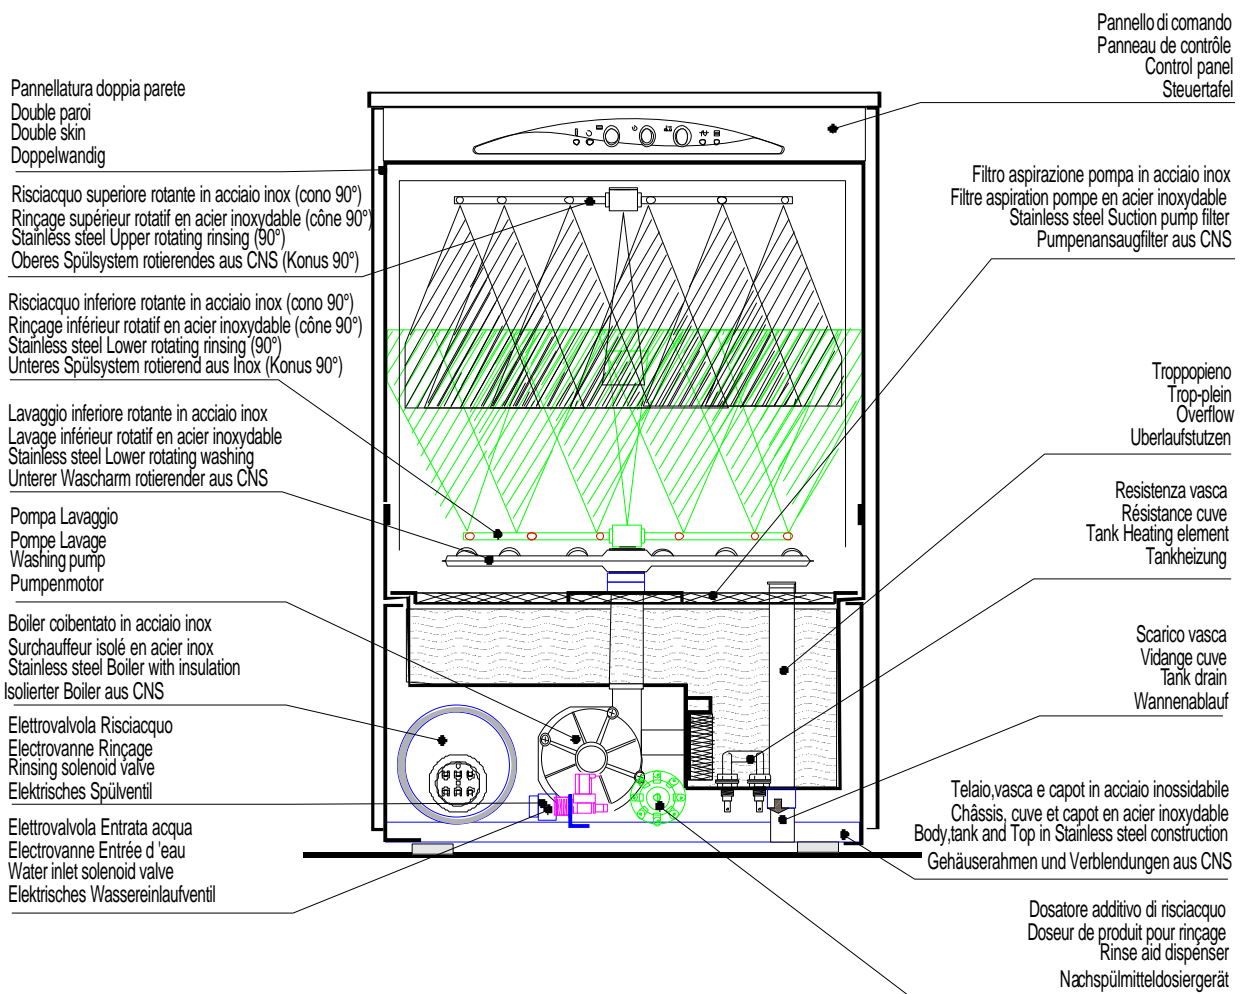 Pannello di comando
Panneau de contrôle
Control panel
Steuertafel
Pannellatura doppia parete
Double paroi
Double skin
Doppelwandig
Risciacquo superiore rotante in acciaio inox (cono 90°)
Rinçage supérieur rotatif en acier inoxydable (cône 90°)
Stainless steel Upper rotating rinsing (90°)
Oberes Spülsystem rotierendes aus CNS (Konus 90°)
Filtro aspirazione pompa in acciaio inox
Filtre aspiration pompe en acier inoxydable
Stainless steel Suction pump filter
Pumpenansaugfilter aus CNS
Risciacquo inferiore rotante in acciaio inox (cono 90°)
Rinçage inférieur rotatif en acier inoxydable (cône 90°)
Stainless steel Lower rotating rinsing (90°)
Unteres Spülsystem rotierend aus Inox (Konus 90°)
Troppopieno
Trop-plein
Overflow
Uberlaufstutzen
Lavaggio inferiore rotante in acciaio inox
Lavage inférieur rotatif en acier inoxydable
Stainless steel Lower rotating washing
Unterer Wascharm rotierender aus CNS
Resistenza vasca
Résistance cuve
Tank Heating element
Tankheizung
Pompa Lavaggio
Pompe Lavage
Washing pump
Pumpenmotor
Boiler coibentato in acciaio inox
Surchauffeur isolé en acier inox
Stainless steel Boiler with insulation
Isolierter Boiler aus CNS
Scarico vasca
Vidange cuve
Tank drain
Wannenablauf
Elettrovalvola Risciacquo
Electrovanne Rinçage
Rinsing solenoid valve
Elektrisches Spülventil
Telaio,vasca e capot in acciaio inossidabile
Châssis, cuve et capot en acier inoxydable
Body,tank and Top in Stainless steel construction
Gehäuserahmen und Verblendungen aus CNS
Elettrovalvola Entrata acqua
Electrovanne Entrée d 'eau
Water inlet solenoid valve
Elektrisches Wassereinlaufventil
Dosatore additivo di risciacquo
Doseur de produit pour rinçage
Rinse aid dispenser
Nachspülmitteldosiergerät